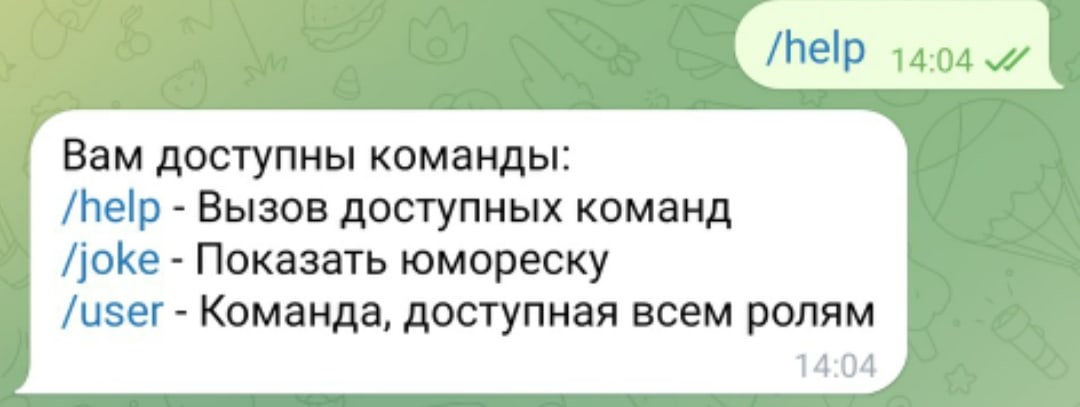 /help 14:04
Вам доступны команды:
/help - Вызов доступных команд
/joke - Показать юмореску
/user - Команда, доступная всем ролям
14:04